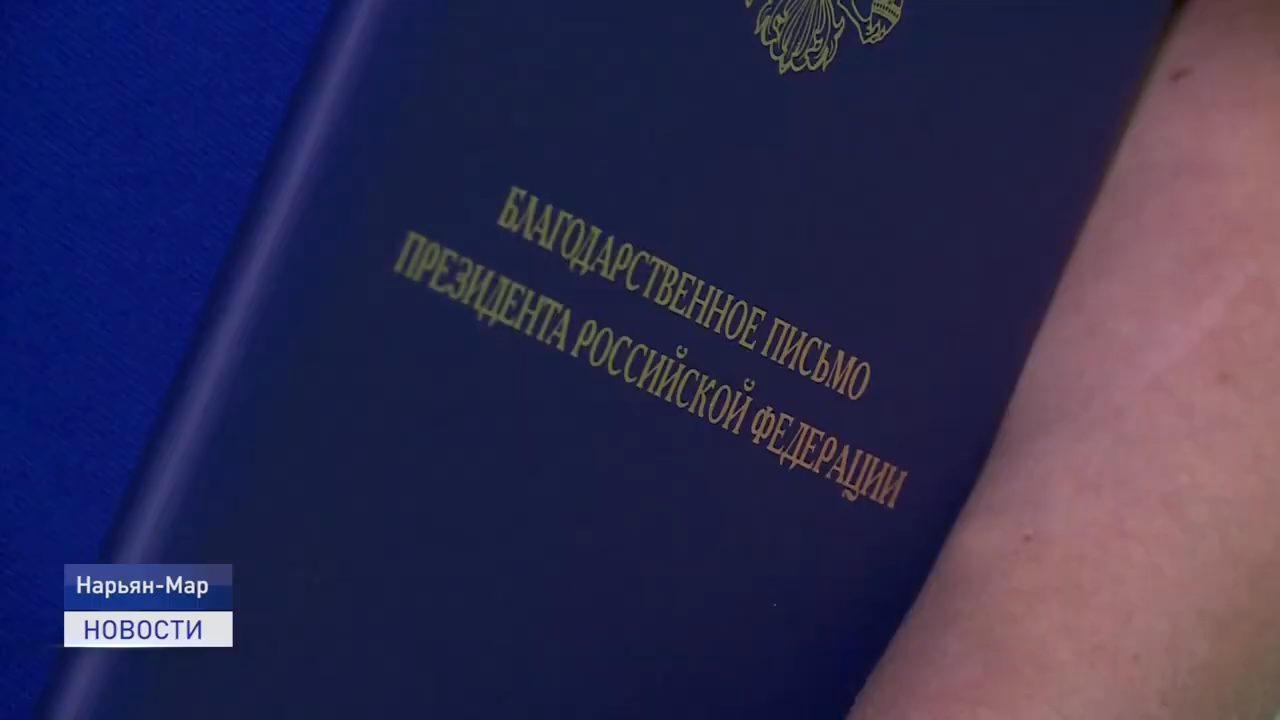 БЛАГОДАРСТВЕННОЕ ПИСЬМО
ПРЕЗИДЕНТА РОССИЙСКОЙ ФЕДЕРАЦИИ
Нарьян-Мар
НОВОСТИ